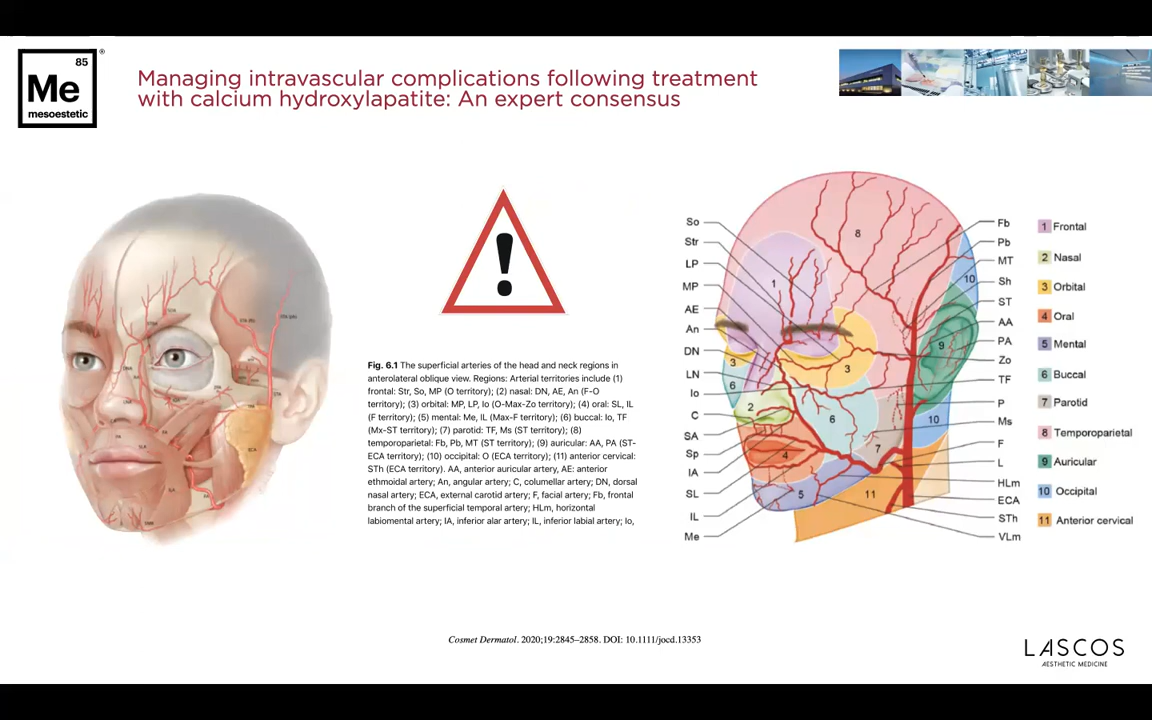 85
®
Me
mesoestetic
Managing intravascular complications following treatment
with calcium hydroxylapatite: An expert consensus
Fig. 6.1 The superficial arteries of the head and neck regions in
anterolateral oblique view. Regions: Arterial territories include (1)
frontal: Str, So, MP (O territory); (2) nasal: DN, AE, An (F-O
territory); (3) orbital: MP, LP, Io (O-Max-Zo territory); (4) oral: SL, IL
(F territory); (5) mental: Me, IL (Max-F territory); (6) buccal: Io, TF
(Mx-ST territory); (7) parotid: TF, Ms (ST territory); (8)
temporoparietal: Fb, Pb, MT (ST territory); (9) auricular: AA, PA (ST-
ECA territory); (10) occipital: O (ECA territory); (11) anterior cervical:
STh (ECA territory). AA, anterior auricular artery, AE: anterior
ethmoidal artery; An, angular artery; C, columellar artery; DN, dorsal
nasal artery; ECA, external carotid artery; F, facial artery; Fb, frontal
branch of the superficial temporal artery; HLm, horizontal
labiomental artery; IA, inferior alar artery; IL, inferior labial artery; Io,
So
Str
LP
MP
AE
An
DN
LN
Io
C
SA
Sp
IA
SL
IL
Me
8
1
10
9
3
3
6
2
6
10
7
4
5
11
Fb
Pb
MT
Sh
ST
AA
PA
Zo
TF
P
Ms
F
L
HLm
ECA
STh
VLm
1 Frontal
2 Nasal
3 Orbital
4 Oral
5 Mental
6 Buccal
7 Parotid
8 Temporoparietal
9 Auricular
10 Occipital
11 Anterior cervical
Cosmet Dermatol. 2020;19:2845–2858. DOI: 10.1111/jocd.13353
LASCOS
AESTHETIC MEDICINE